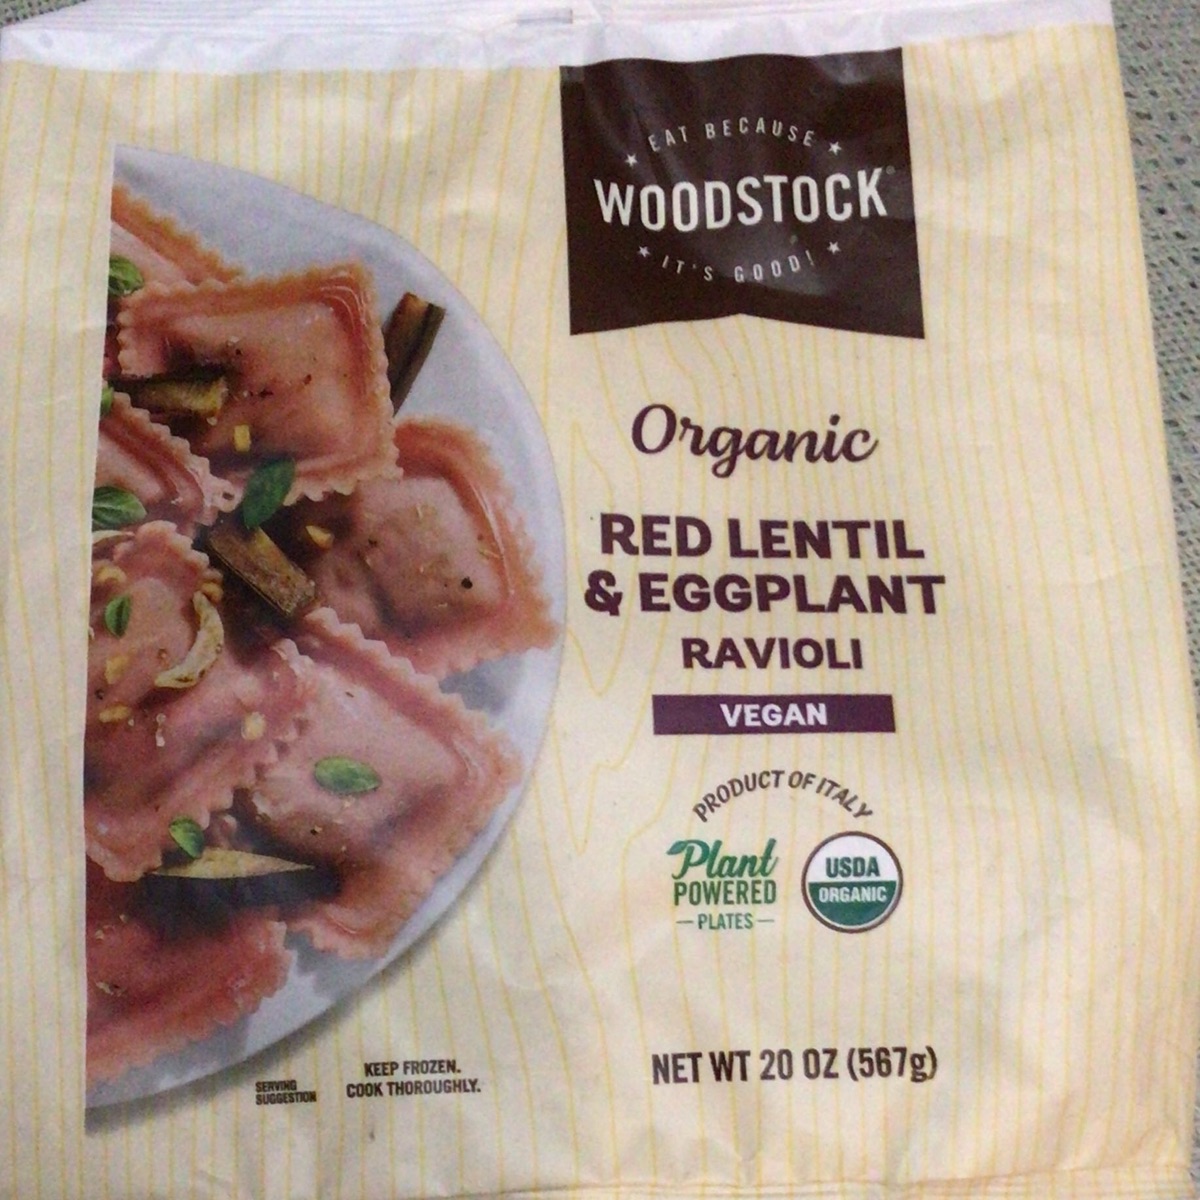 EAT BECAUSE
WOODSTOCK
IT'S GOOD!
Organic
RED LENTIL
& EGGPLANT
RAVIOLI
VEGAN
PRODUCT OF ITALY
Plant
POWERED
PLATES
USDA
ORGANIC
KEEP FROZEN.
COOK THOROUGHLY.
SERVING
SUGGESTION
NET WT 20 OZ (567g)